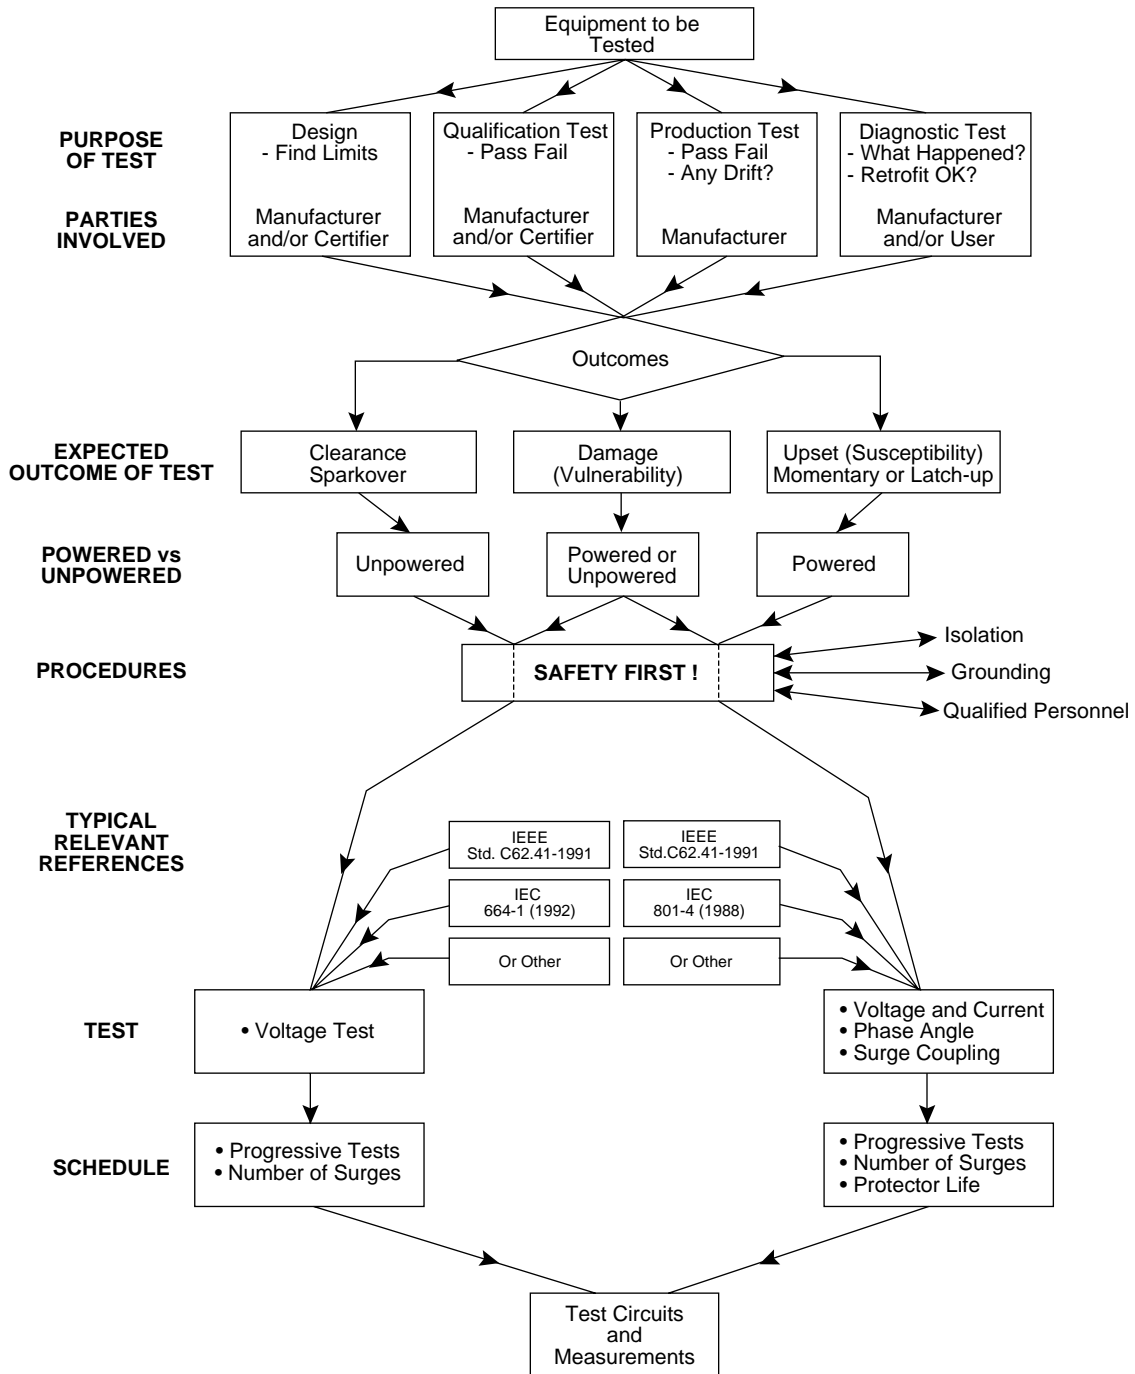 Equipment to be
Tested
PURPOSE
OF TEST
Design
- Find Limits
Qualification Test
- Pass Fail
Production Test
- Pass Fail
- Any Drift?
Diagnostic Test
- What Happened?
- Retrofit OK?
PARTIES
INVOLVED
Manufacturer
and/or Certifier
Manufacturer
and/or Certifier
Manufacturer
Manufacturer
and/or User
Outcomes
EXPECTED
OUTCOME OF TEST
Clearance
Sparkover
Damage
(Vulnerability)
Upset (Susceptibility)
Momentary or Latch-up
POWERED vs
UNPOWERED
Unpowered
Powered or
Unpowered
Powered
PROCEDURES
SAFETY FIRST !
Isolation
Grounding
Qualified Personnel
TYPICAL
RELEVANT
REFERENCES
IEEE
Std. C62.41-1991
IEEE
Std.C62.41-1991
IEC
664-1 (1992)
IEC
801-4 (1988)
Or Other
Or Other
TEST
• Voltage Test
• Voltage and Current
• Phase Angle
• Surge Coupling
SCHEDULE
• Progressive Tests
• Number of Surges
• Progressive Tests
• Number of Surges
• Protector Life
Test Circuits
and
Measurements